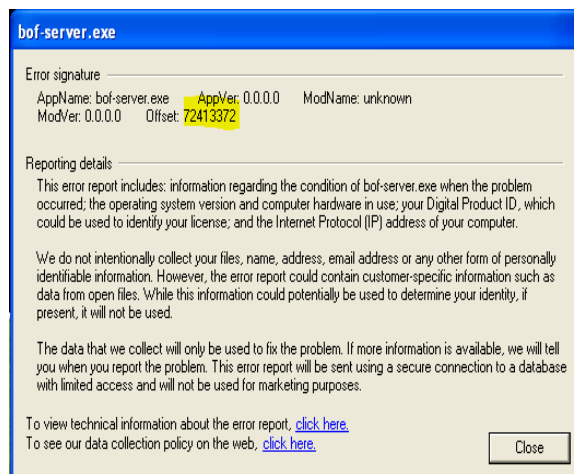 bof-server.exe
Error signature
AppName: bof-server.exe AppVer: 0.0.0.0 ModName: unknown
ModVer: 0.0.0.0 Offset: 72413372
Reporting details
This error report includes: information regarding the condition of bof-server.exe when the problem
occurred; the operating system version and computer hardware in use; your Digital Product ID, which
could be used to identify your license; and the Internet Protocol (IP) address of your computer.
We do not intentionally collect your files, name, address, email address or any other form of personally
identifiable information. However, the error report could contain customer-specific information such as
data from open files. While this information could potentially be used to determine your identity, if
present, it will not be used.
The data that we collect will only be used to fix the problem. If more information is available, we will tell
you when you report the problem. This error report will be sent using a secure connection to a database
with limited access and will not be used for marketing purposes.
To view technical information about the error report, click here.
To see our data collection policy on the web, click here.
Close